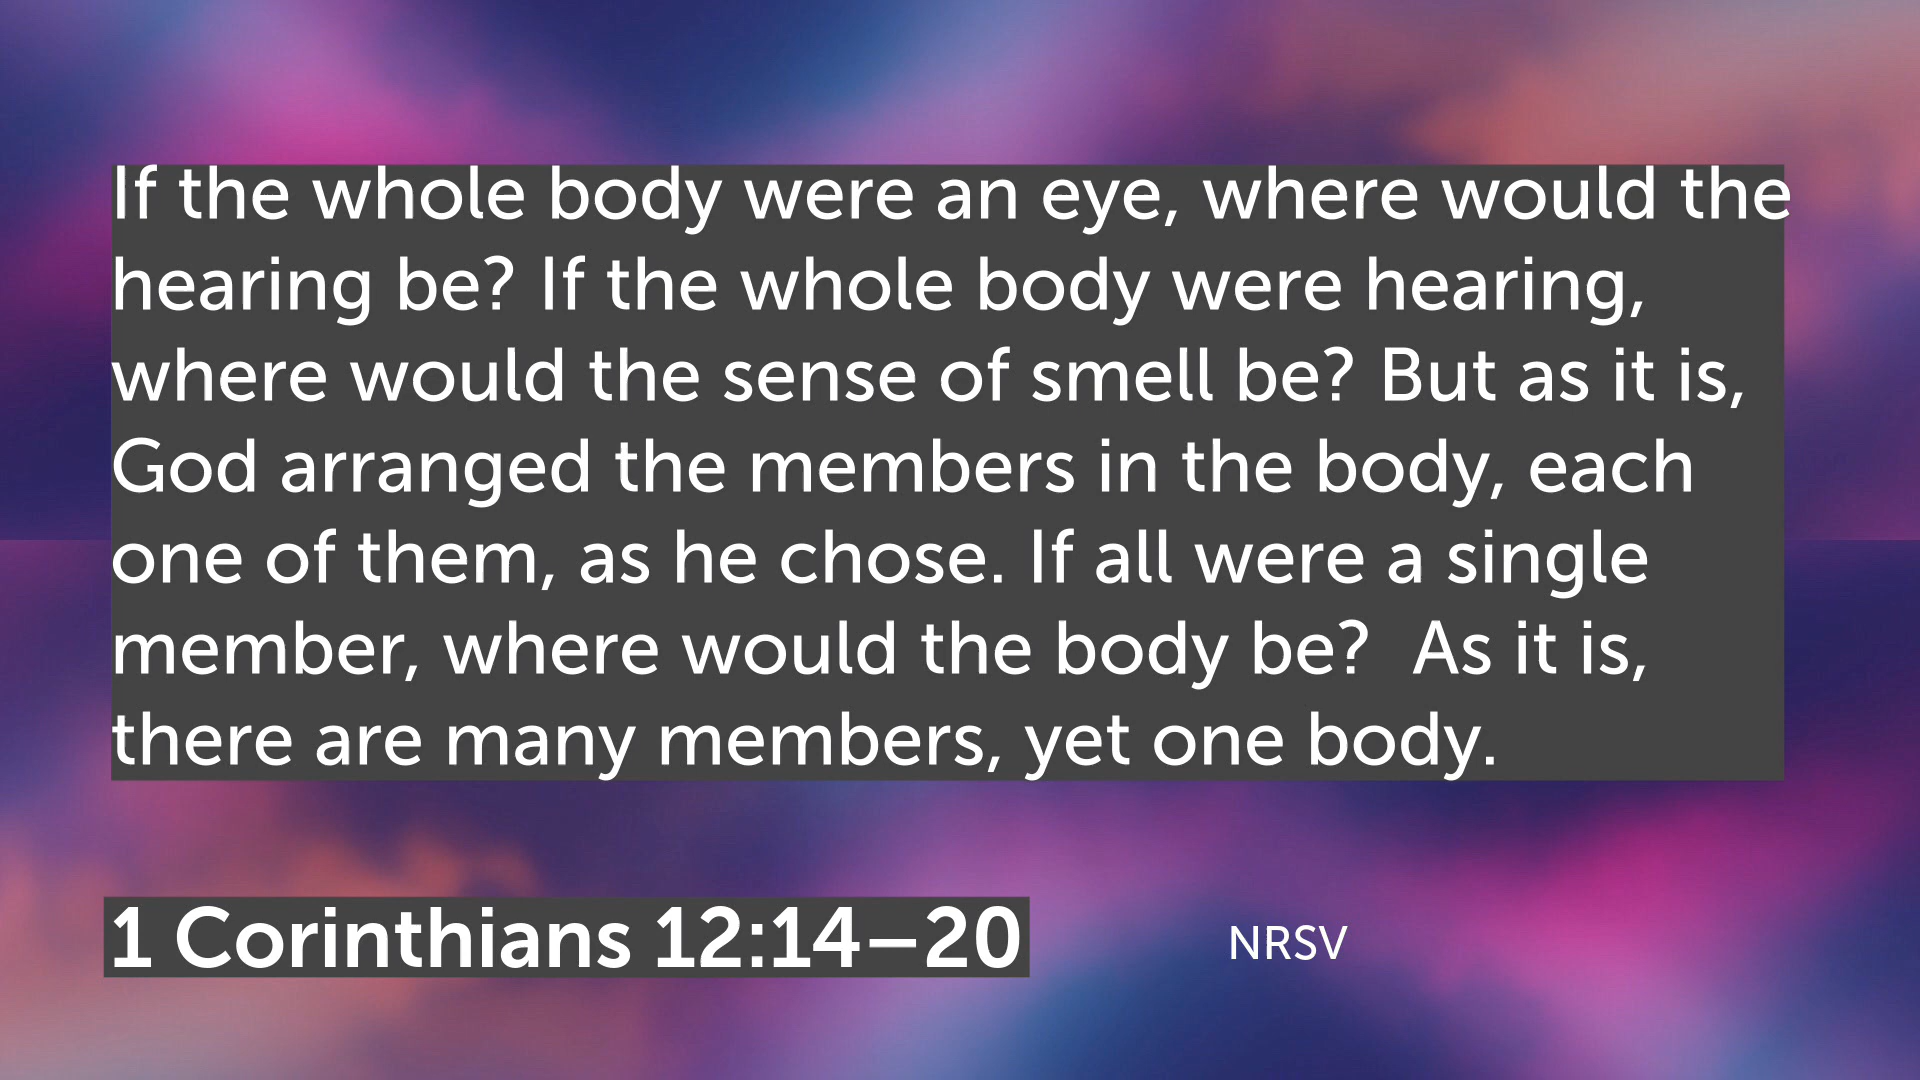 If the whole body were an eye, where would the
hearing be? If the whole body were hearing,
where would the sense of smell be? But as it is,
God arranged the members in the body, each
one of them, as he chose. If all were a single
member, where would the body be?  As it is,
there are many members, yet one body.
1 Corinthians 12:14–20
NRSV